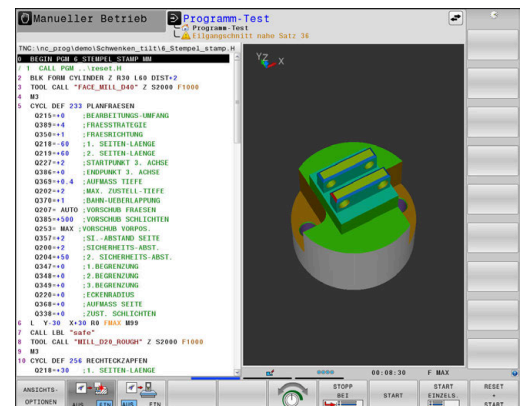 Manueller Betrieb
Programm-Test
Programm-Test
Eilgangschnitt nahe Satz 36
TNC:\nc_prog\demo\Schwenken_tilt\6_Stempel_stamp.H
0 BEGIN PGM 6_STEMPEL_STAMP MM
/ 1 CALL PGM ..\reset.H
2 BLK FORM CYLINDER Z R30 L60 DIST+2
3 TOOL CALL "FACE_MILL_D40" Z S2000 F1000
4 M3
5 CYCL DEF 233 PLANFRAESEN
Q215=+0 ;BEARBEITUNGS-UMFANG
Q389=+4 ;FRAESSTRATEGIE
Q350=+1 ;FRAESRICHTUNG
Q218=-60 ;1. SEITEN-LAENGE
Q219=+60 ;2. SEITEN-LAENGE
Q227=+2 ;STARTPUNKT 3. ACHSE
Q386=+0 ;ENDPUNKT 3. ACHSE
Q369=+0.4 ;AUFMASS TIEFE
Q202=+2 ;MAX. ZUSTELL-TIEFE
Q370=+1 ;BAHN-UEBERLAPPUNG
Q207= AUTO ;VORSCHUB FRAESEN
Q385=+500 ;VORSCHUB SCHLICHTEN
Q253= MAX ;VORSCHUB VORPOS.
Q357=+2 ;SI.-ABSTAND SEITE
Q200=+2 ;SICHERHEITS-ABST.
Q204=+50 ;2. SICHERHEITS-ABST.
Q347=+0 ;1.BEGRENZUNG
Q348=+0 ;2.BEGRENZUNG
Q349=+0 ;3.BEGRENZUNG
Q220=+0 ;ECKENRADIUS
Q368=+0 ;AUFMASS SEITE
Q338=+0 ;ZUST. SCHLICHTEN
6 L Y-30 X+30 R0 FMAX M99
7 CALL LBL "safe"
8 TOOL CALL "MILL_D20_ROUGH" Z S2000 F1000
9 M3
10 CYCL DEF 256 RECHTECKZAPFEN
Q218=+30 ;1. SEITEN-LAENGE
YZ X
00:08:30 F MAX
ANSICHTS-
OPTIONEN
AUS EIN
AUS EIN
STOPP
BEI
START
START
EINZELS.
RESET
+
START